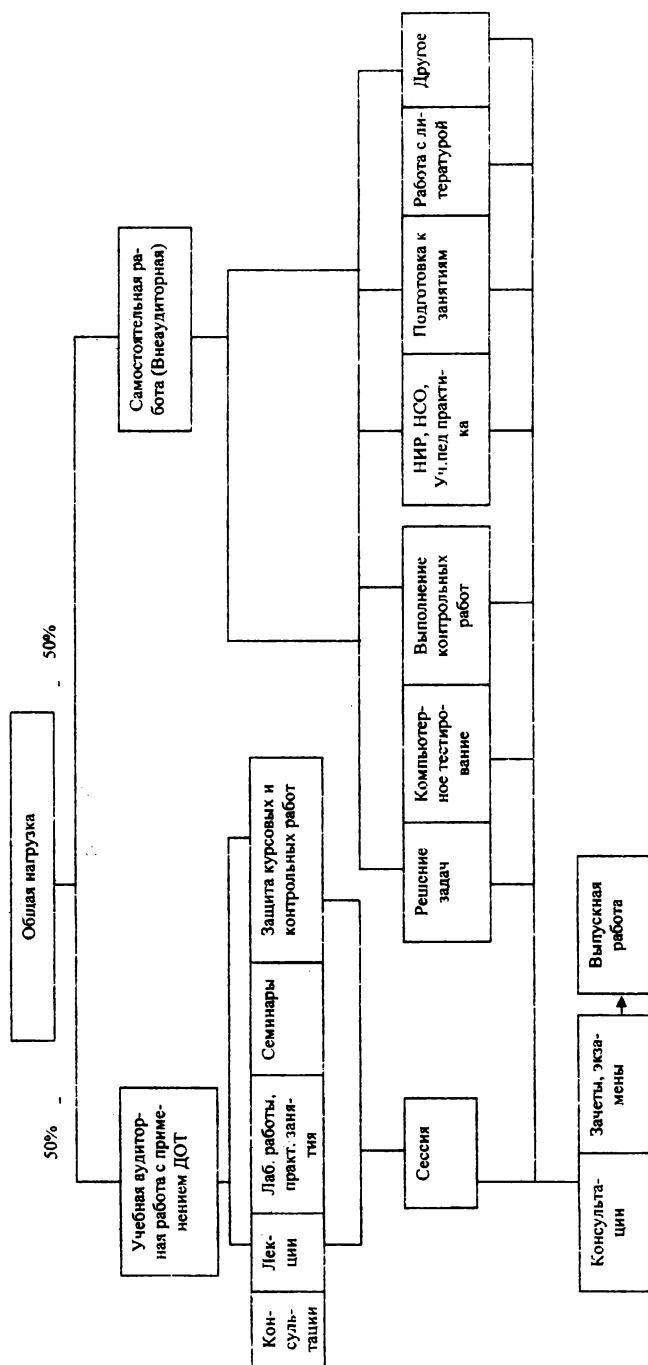 Общая нагрузка
50% -
- 50%
Учебная аудитор-
ная работа с приме-
нением ДОТ
Самостоятельная ра-
бота (Внеаудиторная)
Кон-
суль-
тации
Лек-
ции
Лаб. работы,
практ. заня-
тия
Семинары
Защита курсовых и
контрольных работ
Сессия
Решение
задач
Компьютер-
ное тестиро-
вание
Выполнение
контрольных
работ
НИР, НСО,
Уч.пед практи-
ка
Подготовка к
занятиям
Работа с ли-
тературой
Другое
Консульта-
ции
Зачеты, экза-
мены
Выпускная
работа